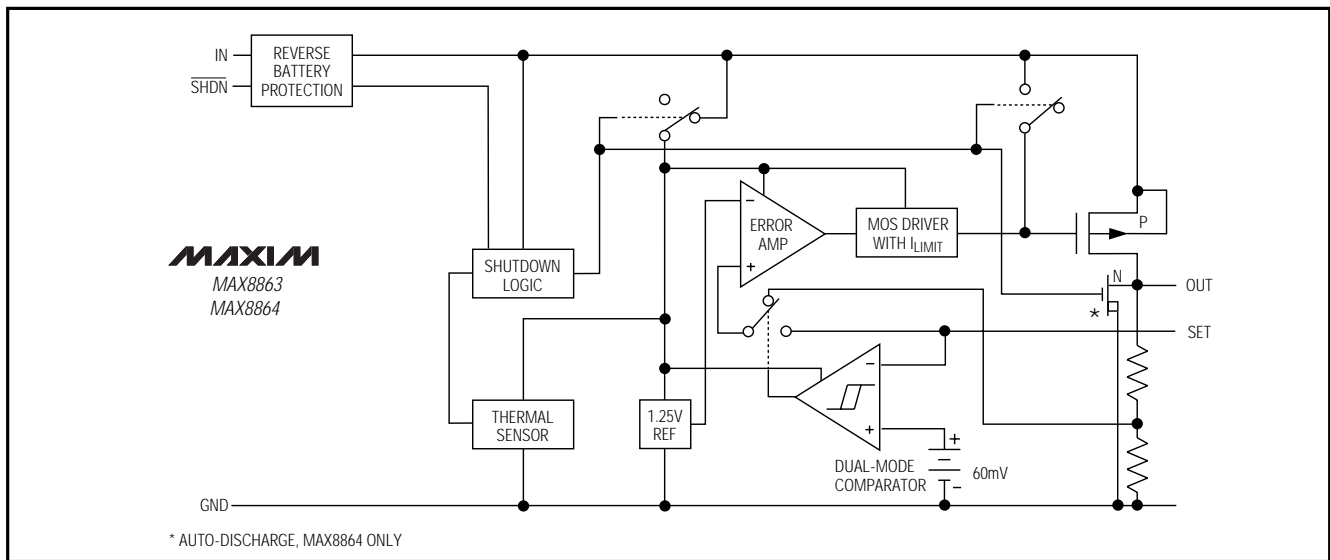 IN
SHDN
REVERSE
BATTERY
PROTECTION
MAXIM
MAX8863
MAX8864
SHUTDOWN
LOGIC
THERMAL
SENSOR
1.25V
REF
−
ERROR
AMP
+
MOS DRIVER
WITH ILIMIT
P
N
*
OUT
SET
−
+
DUAL-MODE
COMPARATOR
+
60mV
−
GND
* AUTO-DISCHARGE, MAX8864 ONLY